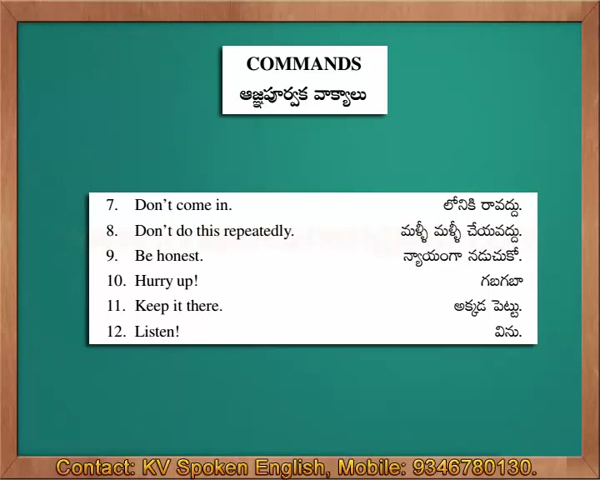 COMMANDS
ఆజ్ఞపూర్వక వాక్యాలు
7. Don't come in. లోనికి రావద్దు.
8. Don't do this repeatedly. మళ్ళీ మళ్ళీ చేయవద్దు.
9. Be honest. న్యాయంగా నడుచుకో.
10. Hurry up! గబగబా
11. Keep it there. అక్కడ పెట్టు.
12. Listen! విను.
Contact: KV Spoken English, Mobile: 9346780130.